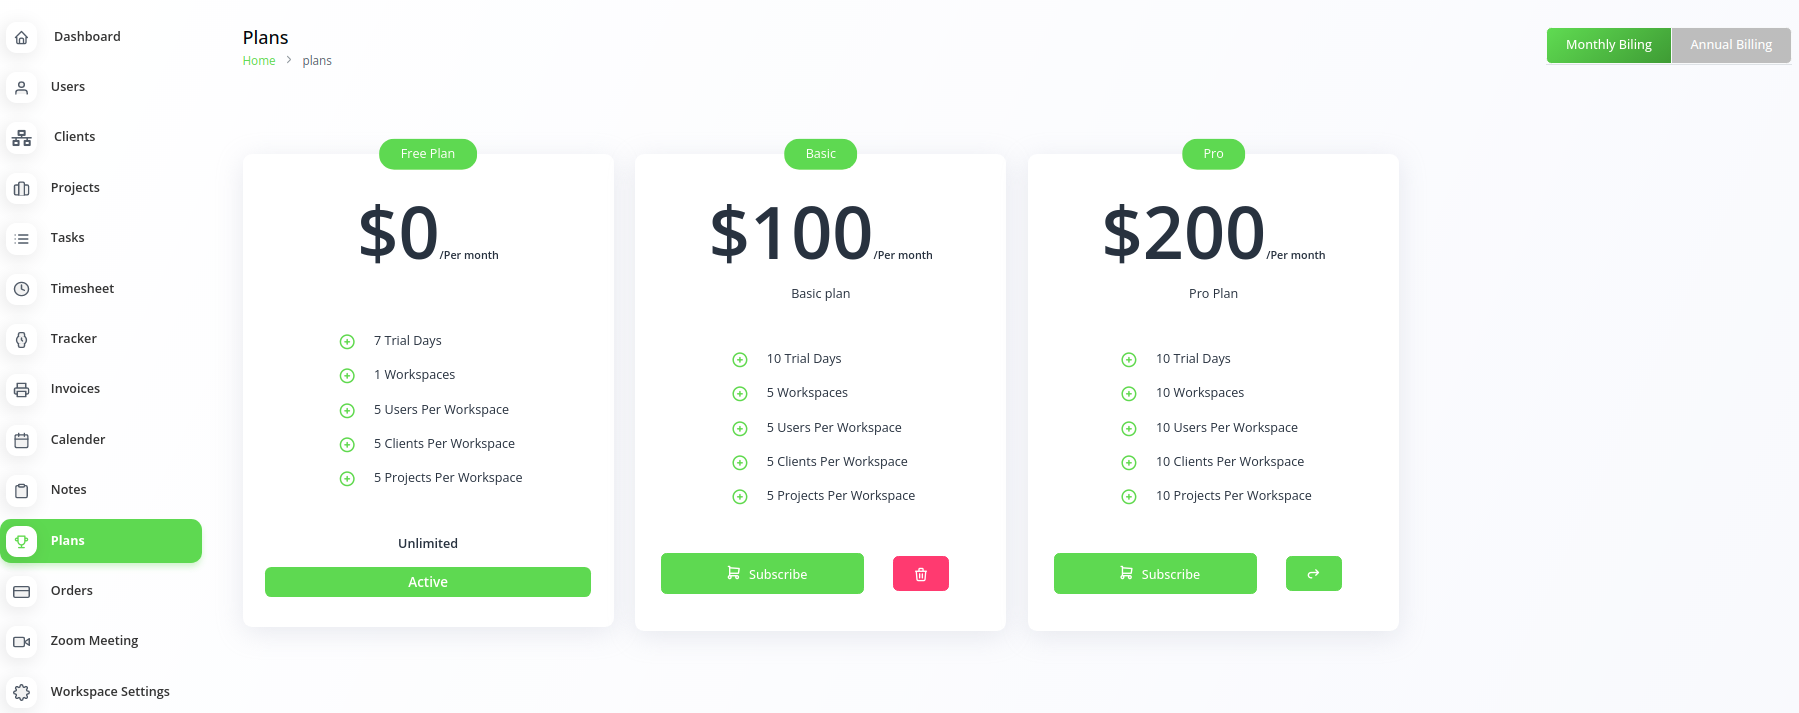 Dashboard
Users
Clients
Projects
Tasks
Timesheet
Tracker
Invoices
Calender
Notes
Plans
Orders
Zoom Meeting
Workspace Settings
Plans
Home > plans
Monthly Biling
Annual Billing
Free Plan
$0/Per month
7 Trial Days
1 Workspaces
5 Users Per Workspace
5 Clients Per Workspace
5 Projects Per Workspace
Unlimited
Active
Basic
$100/Per month
Basic plan
10 Trial Days
5 Workspaces
5 Users Per Workspace
5 Clients Per Workspace
5 Projects Per Workspace
Subscribe
Pro
$200/Per month
Pro Plan
10 Trial Days
10 Workspaces
10 Users Per Workspace
10 Clients Per Workspace
10 Projects Per Workspace
Subscribe